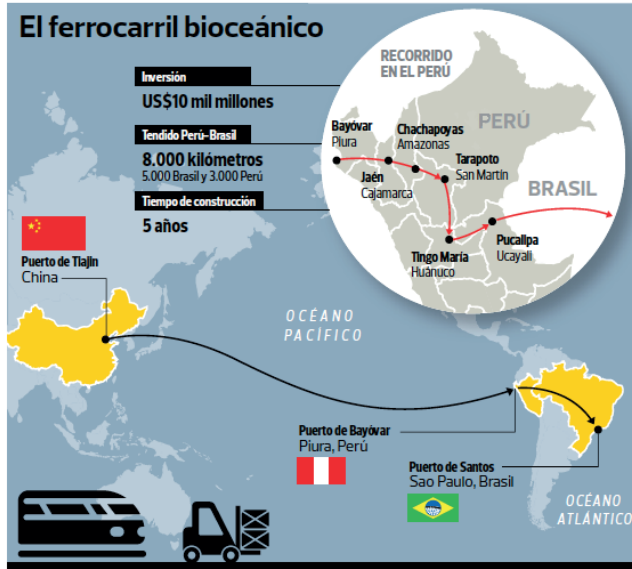 El ferrocarril bioceánico
Inversión
US$10 mil millones
Tendido Perú-Brasil
8.000 kilómetros
5.000 Brasil y 3.000 Perú
Tiempo de construcción
5 años
RECORRIDO
EN EL PERÚ
Bayóvar
Piura
Chachapoyas
Amazonas
PERÚ
Tarapoto
San Martín
Jaén
Cajamarca
BRASIL
Pucallpa
Ucayali
Tingo María
Huánuco
Puerto de Tiajin
China
OCÉANO
PACÍFICO
Puerto de Bayóvar
Piura, Perú
Puerto de Santos
Sao Paulo, Brasil
OCÉANO
ATLÁNTICO